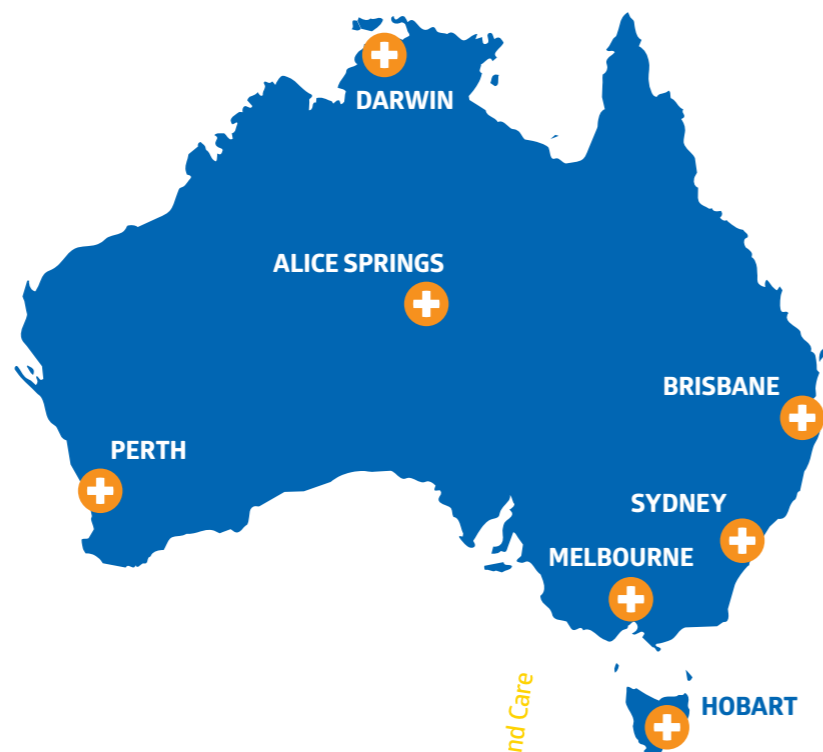 DARWIN
ALICE SPRINGS
BRISBANE
PERTH
SYDNEY
MELBOURNE
HOBART
nd Care